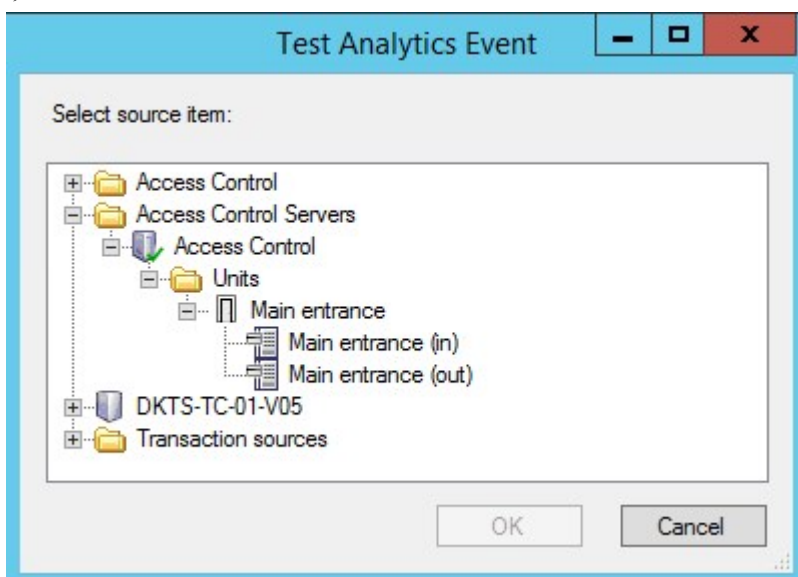 Test Analytics Event
Select source item:
Access Control
Access Control Servers
Access Control
Units
Main entrance
Main entrance (in)
Main entrance (out)
DKTS-TC-01-V05
Transaction sources
OK Cancel